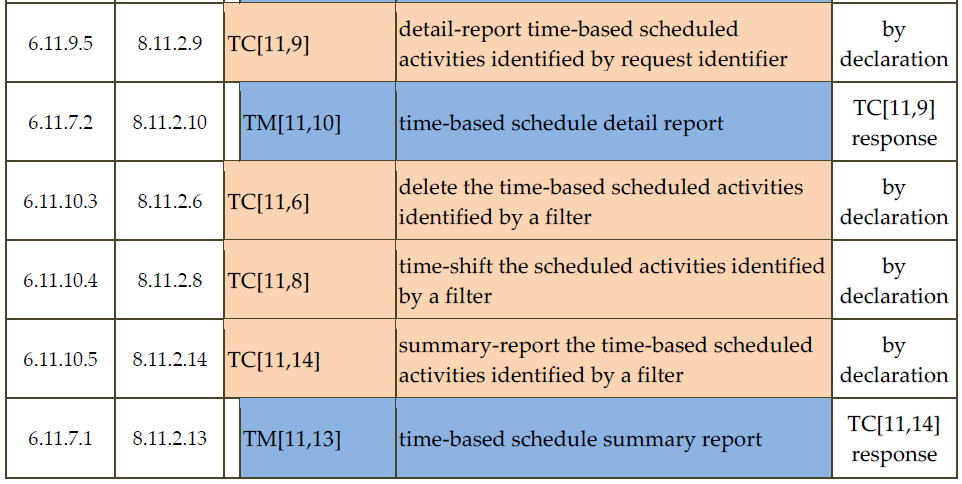 6.11.9.5 8.11.2.9 TC[11,9] detail-report time-based scheduled activities identified by request identifier by declaration
6.11.7.2 8.11.2.10 TM[11,10] time-based schedule detail report TC[11,9] response
6.11.10.3 8.11.2.6 TC[11,6] delete the time-based scheduled activities identified by a filter by declaration
6.11.10.4 8.11.2.8 TC[11,8] time-shift the scheduled activities identified by a filter by declaration
6.11.10.5 8.11.2.14 TC[11,14] summary-report the time-based scheduled activities identified by a filter by declaration
6.11.7.1 8.11.2.13 TM[11,13] time-based schedule summary report TC[11,14] response